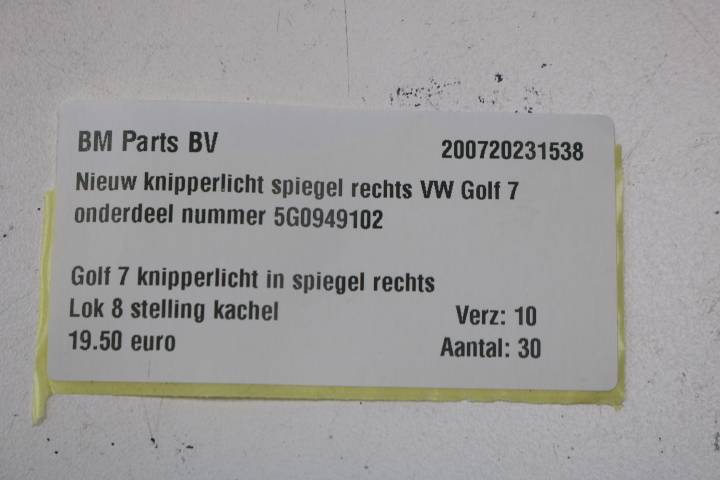 BM Parts BV 200720231538
Nieuw knipperlicht spiegel rechts VW Golf 7
onderdeel nummer 5G0949102
Golf 7 knipperlicht in spiegel rechts
Lok 8 stelling kachel Verz: 10
19.50 euro Aantal: 30